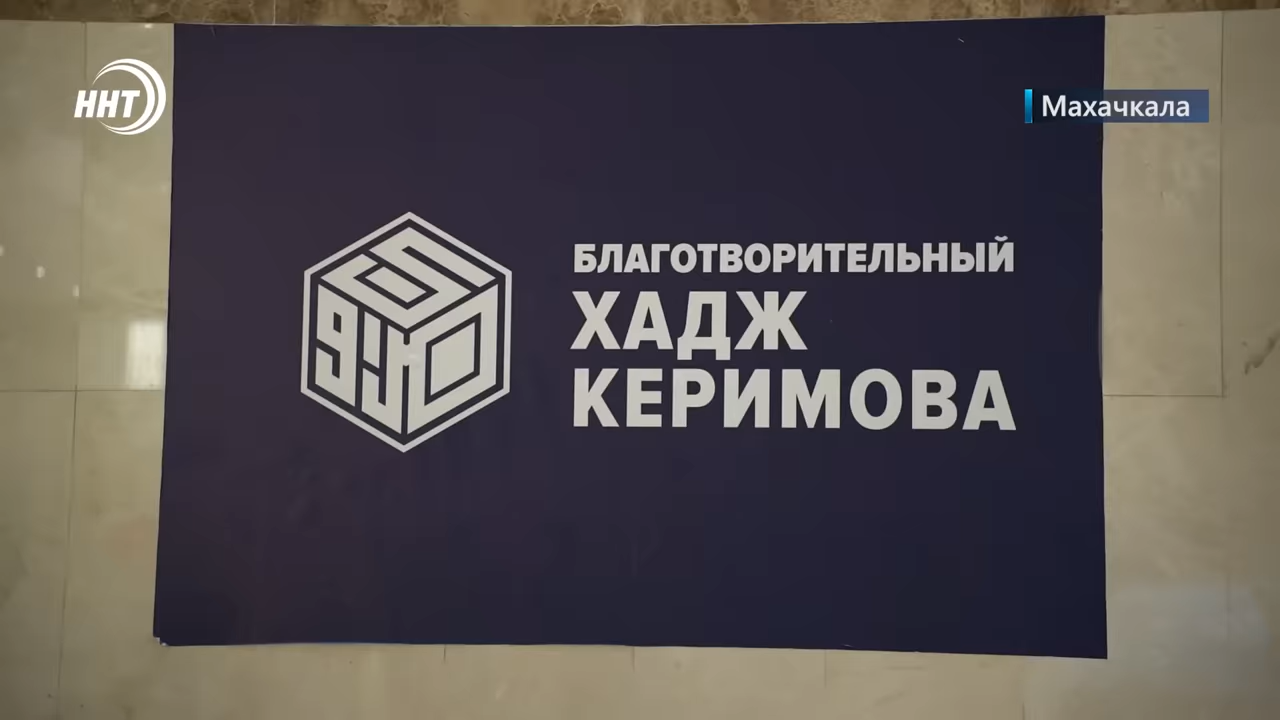 ННТ
Махачкала
БЛАГОТВОРИТЕЛЬНЫЙ
ХАДЖ
КЕРИМОВА